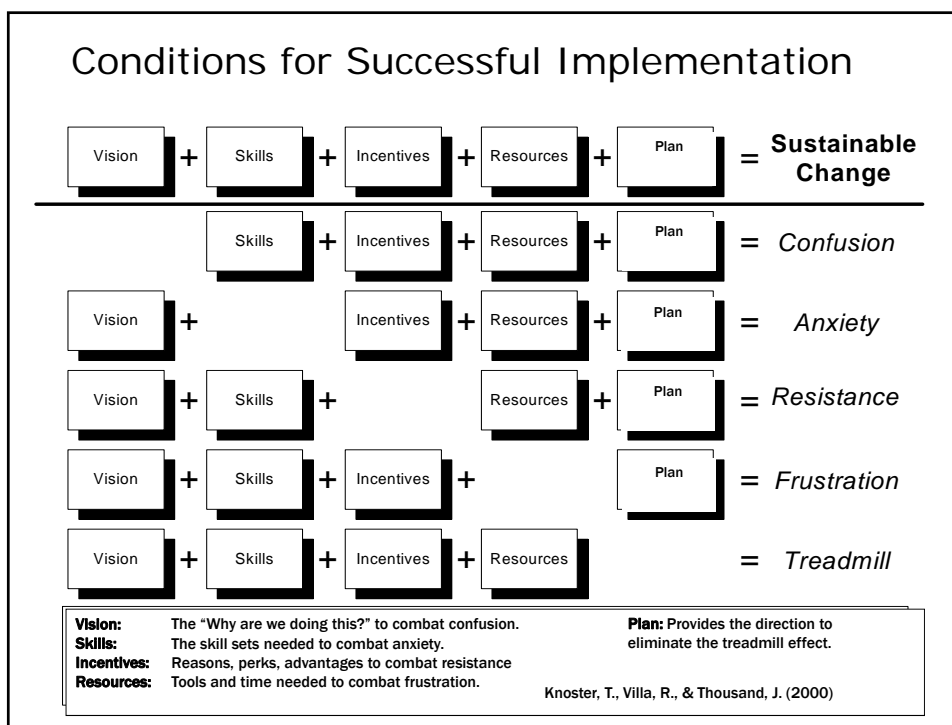 Conditions for Successful Implementation
Vision + Skills + Incentives + Resources + Plan = Sustainable
Change
Skills + Incentives + Resources + Plan = Confusion
Vision + Incentives + Resources + Plan = Anxiety
Vision + Skills + Resources + Plan = Resistance
Vision + Skills + Incentives + Plan = Frustration
Vision + Skills + Incentives + Resources = Treadmill
Vision: The “Why are we doing this?” to combat confusion.
Skills: The skill sets needed to combat anxiety.
Incentives: Reasons, perks, advantages to combat resistance
Resources: Tools and time needed to combat frustration.
Plan: Provides the direction to
eliminate the treadmill effect.
Knoster, T., Villa, R., & Thousand, J. (2000)